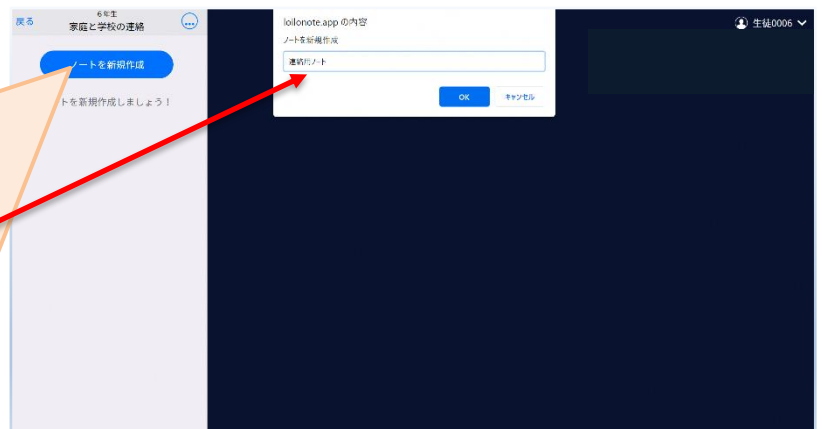 戻る
6年生
家庭と学校の連絡
ノートを新規作成
トを新規作成しましょう！
loilonote.app の内容
ノートを新規作成
連絡用ノート
OK
キャンセル
生徒0006